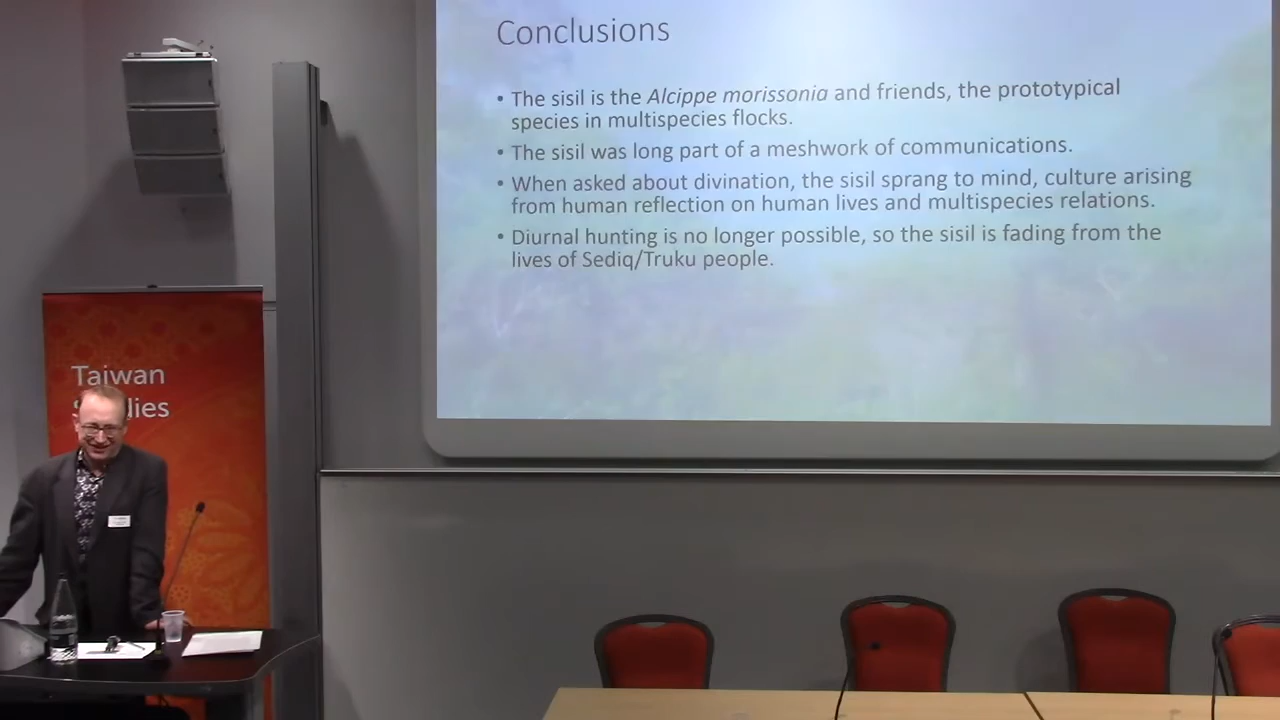 Conclusions
• The sisil is the Alcippe morissonia and friends, the prototypical
species in multispecies flocks.
• The sisil was long part of a meshwork of communications.
• When asked about divination, the sisil sprang to mind, culture arising
from human reflection on human lives and multispecies relations.
• Diurnal hunting is no longer possible, so the sisil is fading from the
lives of Sediq/Truku people.
Taiwan
S dies